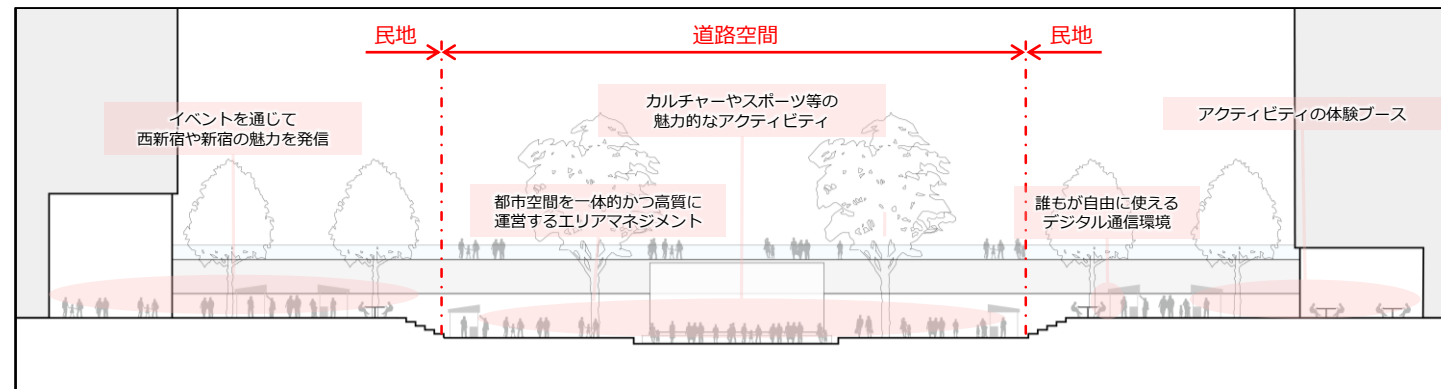 民地
道路空間
民地
イベントを通じて
西新宿や新宿の魅力を発信
カルチャーやスポーツ等の
魅力的なアクティビティ
アクティビティの体験ブース
都市空間を一体的かつ高質に
運営するエリアマネジメント
誰もが自由に使える
デジタル通信環境